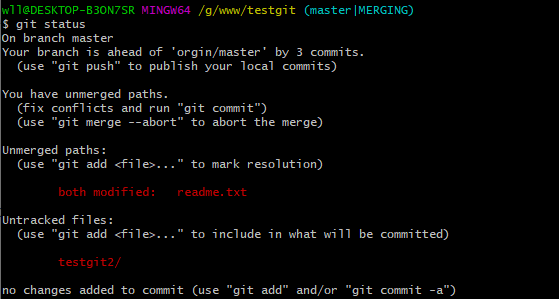 wll@DESKTOP-B3ON7SR MINGW64 /g/www/testgit (master|MERGING)
$ git status
On branch master
Your branch is ahead of 'orgin/master' by 3 commits.
  (use "git push" to publish your local commits)

You have unmerged paths.
  (fix conflicts and run "git commit")
  (use "git merge --abort" to abort the merge)

Unmerged paths:
  (use "git add <file>..." to mark resolution)

        both modified:   readme.txt

Untracked files:
  (use "git add <file>..." to include in what will be committed)

        testgit2/

no changes added to commit (use "git add" and/or "git commit -a")